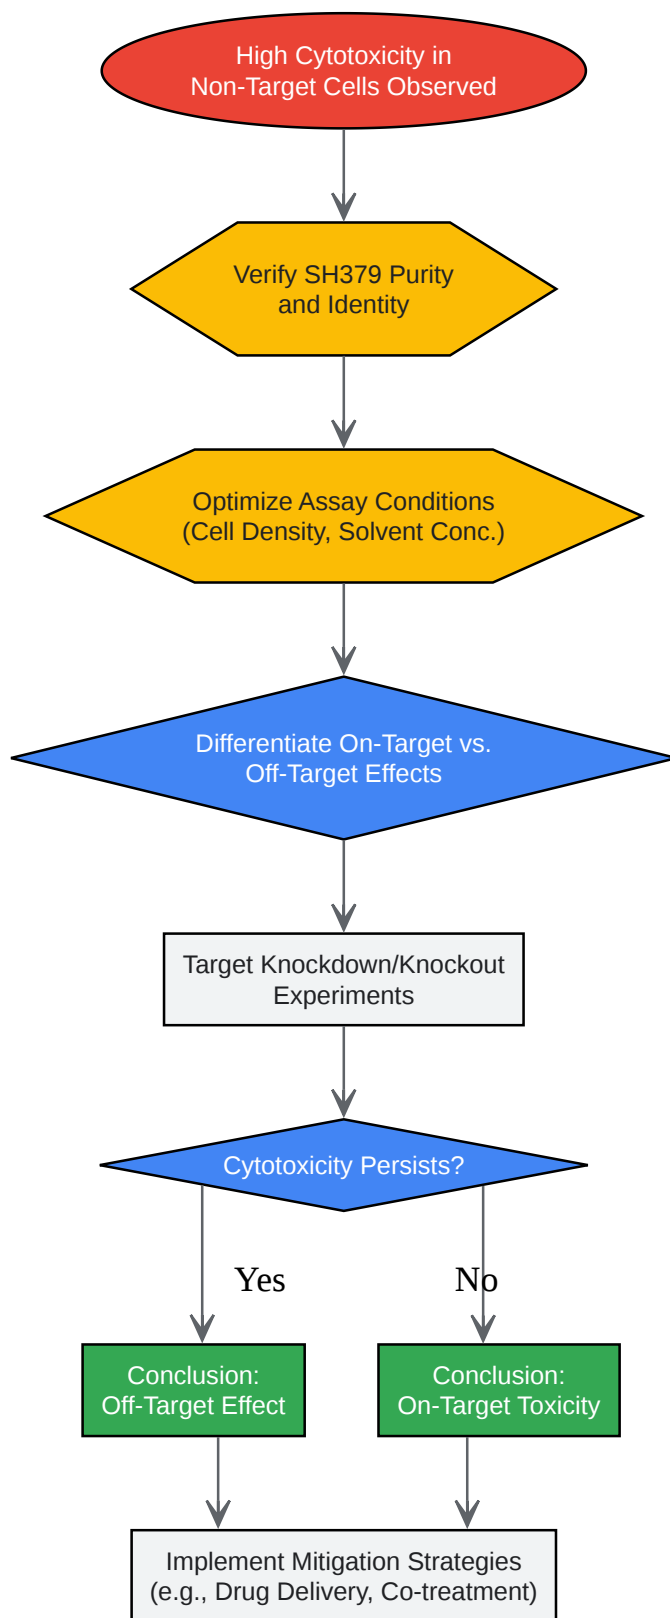 High Cytotoxicity in
Non-Target Cells Observed
Verify SH379 Purity
and Identity
Optimize Assay Conditions
(Cell Density, Solvent Conc.)
Differentiate On-Target vs.
Off-Target Effects
Target Knockdown/Knockout
Experiments
Cytotoxicity Persists?
Yes
No
Conclusion:
Off-Target Effect
Conclusion:
On-Target Toxicity
Implement Mitigation Strategies
(e.g., Drug Delivery, Co-treatment)